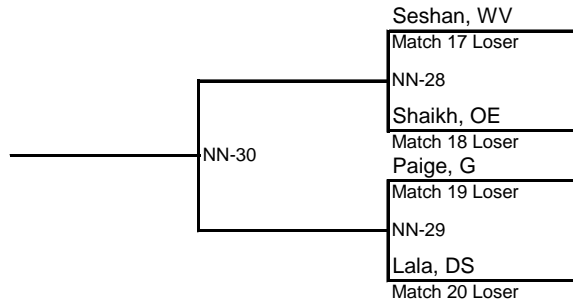 Seshan, WV
Match 17 Loser
NN-28
Shaikh, OE
Match 18 Loser
NN-30
Paige, G
Match 19 Loser
NN-29
Lala, DS
Match 20 Loser